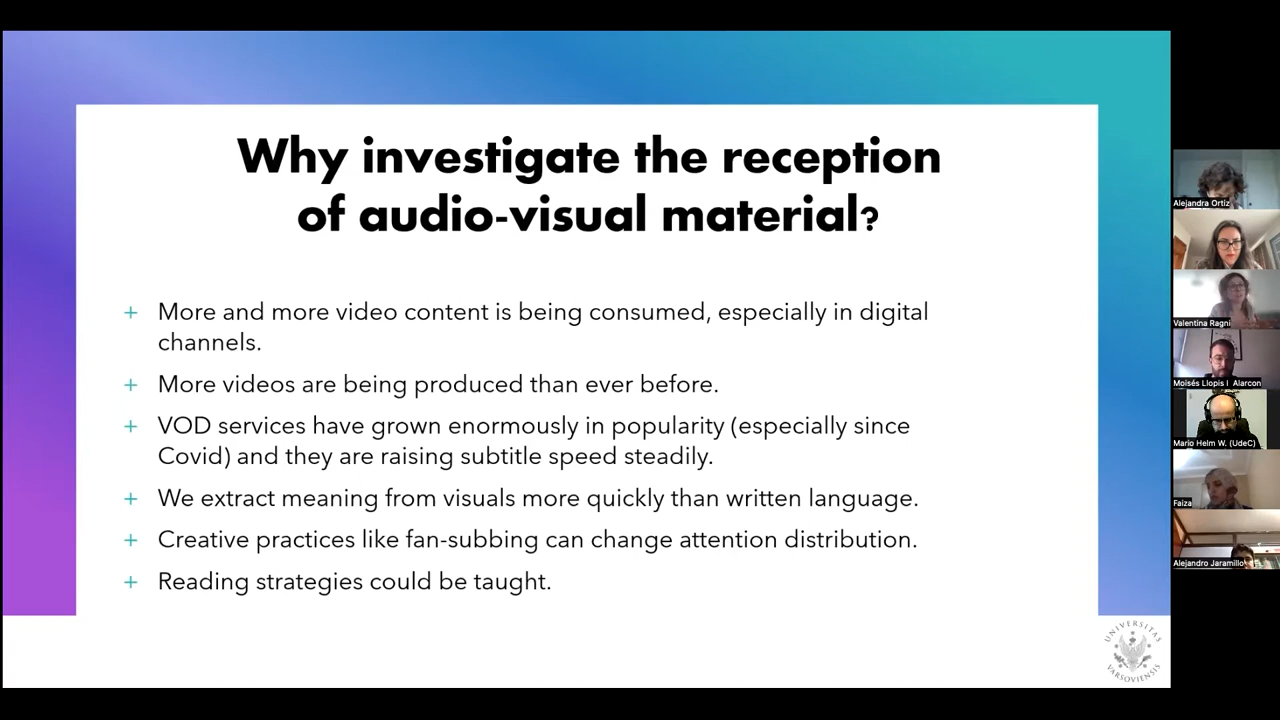 Why investigate the reception
of audio-visual material?
+ More and more video content is being consumed, especially in digital
channels.
+ More videos are being produced than ever before.
+ VOD services have grown enormously in popularity (especially since
Covid) and they are raising subtitle speed steadily.
+ We extract meaning from visuals more quickly than written language.
+ Creative practices like fan-subbing can change attention distribution.
+ Reading strategies could be taught.
UNIVERSITAS
VARSOVIENSIS
Alejandra Ortiz
Valentina Ragni
Moisés Llopis I Alarcon
Mario Helm W. (UdeC)
Faiza
Alejandro Jaramillo